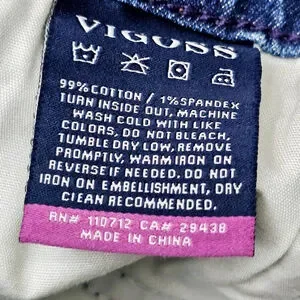 VIGOSS
99% COTTON / 1% SPANDEX
TURN INSIDE OUT, MACHINE
WASH COLD WITH LIKE
COLORS, DO NOT BLEACH,
TUMBLE DRY LOW, REMOVE
PROMPTLY, WARM IRON ON
REVERSE IF NEEDED. DO NOT
IRON ON EMBELLISHMENT, DRY
CLEAN RECOMMENDED.
RN# 110712 CA# 29438
MADE IN CHINA